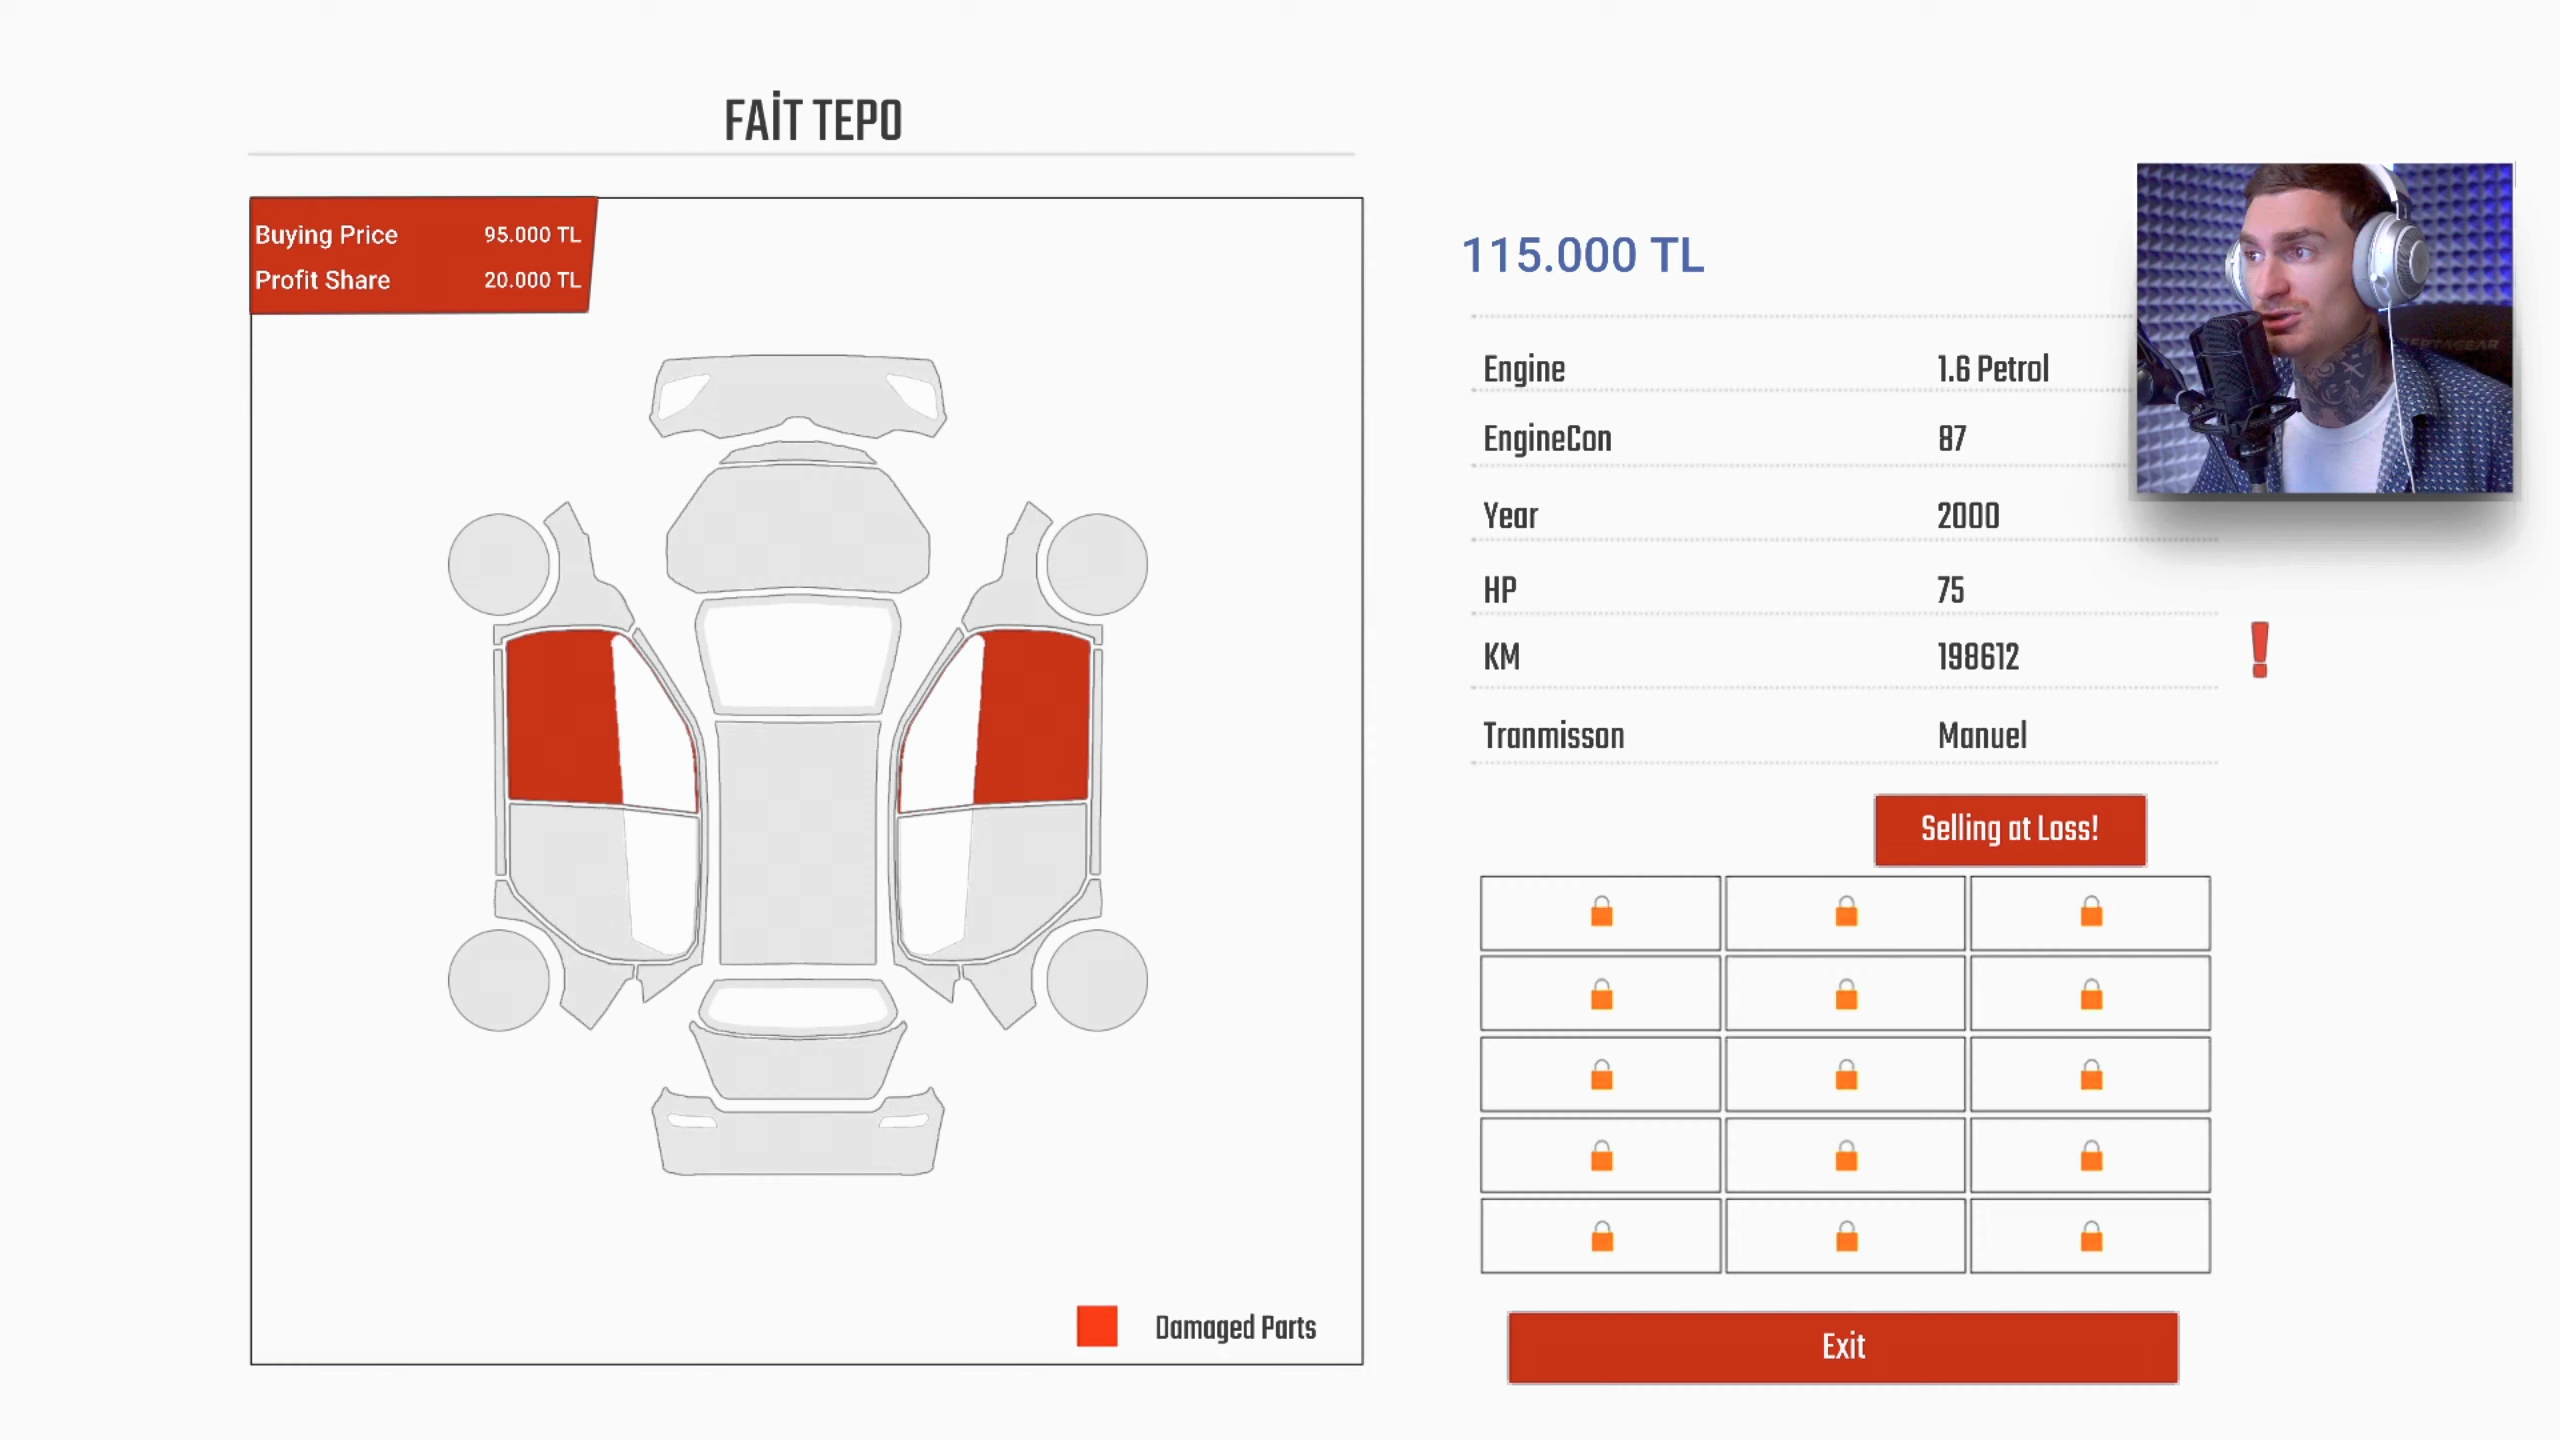 FAİT TEPO
Buying Price 95.000 TL
Profit Share 20.000 TL
115.000 TL
Engine 1.6 Petrol
EngineCon 87
Year 2000
HP 75
KM 198612 !
Tranmisson Manuel
Selling at Loss!
Damaged Parts
Exit